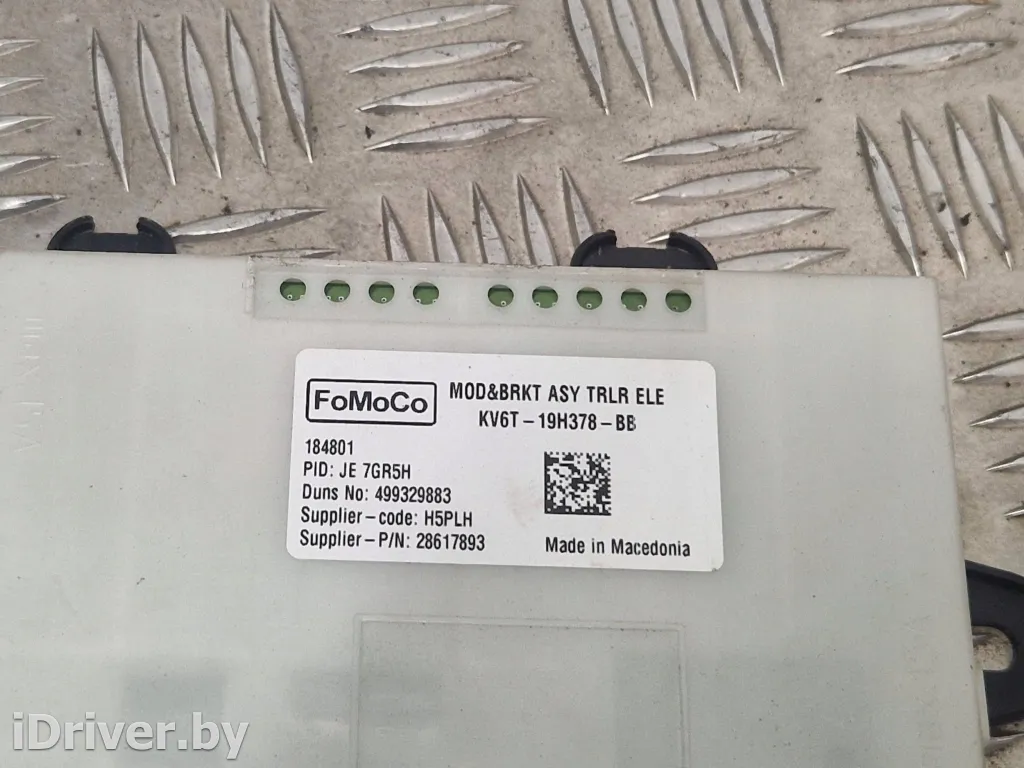 FoMoCo
MOD&BRKT ASY TRLR ELE
KV6T-19H378-BB
184801
PID: JE 7GR5H
Duns No: 499329883
Supplier-code: H5PLH
Supplier-P/N: 28617893
Made in Macedonia
iDriver.by